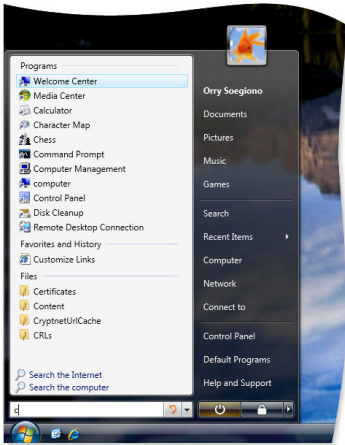 Programs
Welcome Center
Media Center
Calculator
Character Map
Chess
Command Prompt
Computer Management
computer
Control Panel
Disk Cleanup
Remote Desktop Connection
Favorites and History
Customize Links
Files
Certificates
Content
CryptnetUrlCache
CRLs
Search the Internet
Search the computer
c
Orry Soegiono
Documents
Pictures
Music
Games
Search
Recent Items
Computer
Network
Connect to
Control Panel
Default Programs
Help and Support